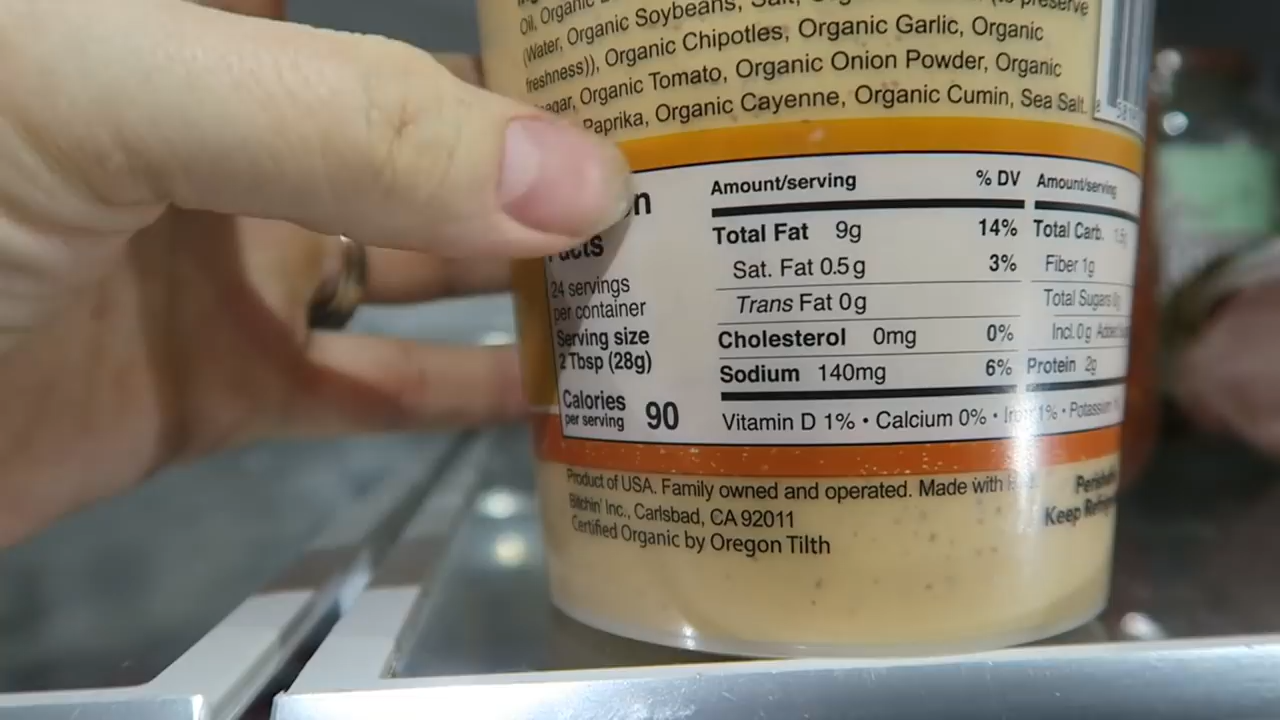 Oil, Organic
(Water, Organic Soybeans, Salt,
(to preserve
freshness)), Organic Chipotles, Organic Garlic, Organic
Organic Tomato, Organic Onion Powder, Organic
Paprika, Organic Cayenne, Organic Cumin, Sea Salt.
24 servings
per container
Serving size
2 Tbsp (28g)
Calories
per serving 90
Amount/serving % DV
Total Fat 9g 14%
Sat. Fat 0.5g 3%
Trans Fat 0g
Cholesterol 0mg 0%
Sodium 140mg 6%
Amount/serving
Total Carb.
Fiber 1g
Total Sugars
Incl. 0g
Protein 2g
Vitamin D 1% • Calcium 0% • 1% •
Product of USA. Family owned and operated. Made with
Bitchin' Inc., Carlsbad, CA 92011
Certified Organic by Oregon Tilth
Keep